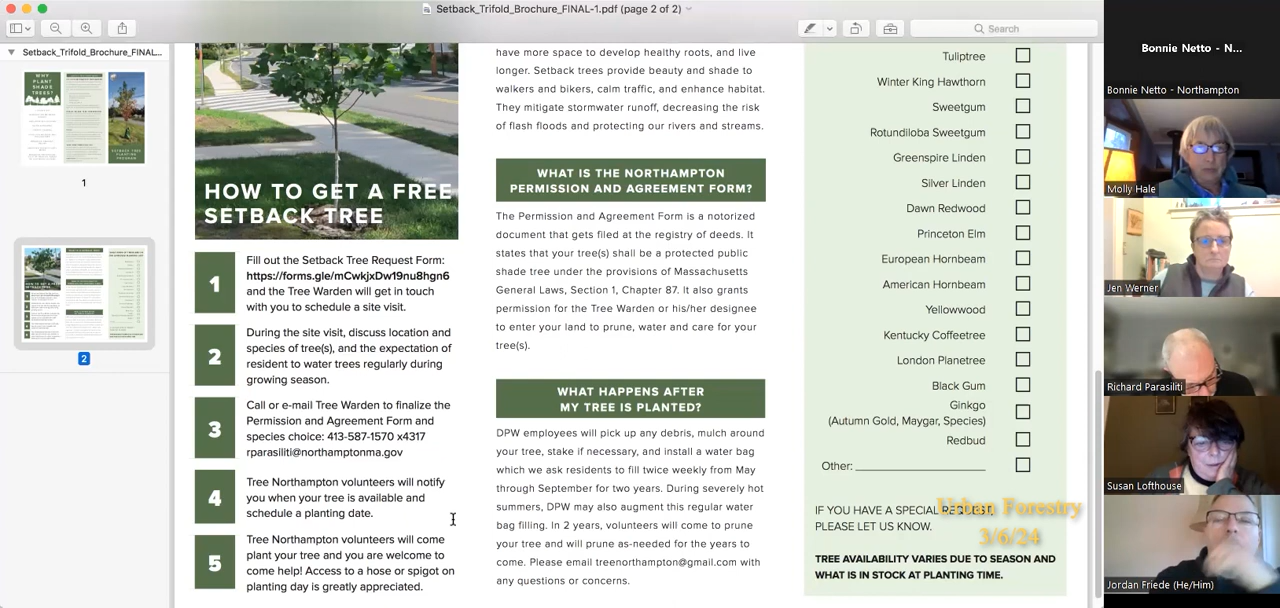 Setback_Trifold_Brochure_FINAL-1.pdf (page 2 of 2)
Search
Setback_Trifold_Brochure_FINAL...
WHY
PLANT
SHADE
TREES?
1
2
HOW TO GET A FREE
SETBACK TREE
1
Fill out the Setback Tree Request Form:
https://forms.gle/mCwkjxDw19nu8hgn6
and the Tree Warden will get in touch
with you to schedule a site visit.
2
During the site visit, discuss location and
species of tree(s), and the expectation of
resident to water trees regularly during
growing season.
3
Call or e-mail Tree Warden to finalize the
Permission and Agreement Form and
species choice: 413-587-1570 x4317
rparasiliti@northamptonma.gov
4
Tree Northampton volunteers will notify
you when your tree is available and
schedule a planting date.
5
Tree Northampton volunteers will come
plant your tree and you are welcome to
come help! Access to a hose or spigot on
planting day is greatly appreciated.
have more space to develop healthy roots, and live
longer. Setback trees provide beauty and shade to
walkers and bikers, calm traffic, and enhance habitat.
They mitigate stormwater runoff, decreasing the risk
of flash floods and protecting our rivers and streams.
WHAT IS THE NORTHAMPTON
PERMISSION AND AGREEMENT FORM?
The Permission and Agreement Form is a notorized
document that gets filed at the registry of deeds. It
states that your tree(s) shall be a protected public
shade tree under the provisions of Massachusetts
General Laws, Section 1, Chapter 87. It also grants
permission to the Tree Warden or his/her designee
to enter your land to prune, water and care for your
tree(s).
WHAT HAPPENS AFTER
MY TREE IS PLANTED?
DPW employees will pick up any debris, mulch around
your tree, stake if necessary, and install a water bag
which we ask residents to fill twice weekly from May
through September for two years. During severely hot
summers, DPW may also augment this regular water
bag filling. In 2 years, volunteers will come to prune
your tree and will prune as-needed for the years to
come. Please email treenorthampton@gmail.com with
any questions or concerns.
Tuliptree
Winter King Hawthorn
Sweetgum
Rotundiloba Sweetgum
Greenspire Linden
Silver Linden
Dawn Redwood
Princeton Elm
European Hornbeam
American Hornbeam
Yellowwood
Kentucky Coffeetree
London Planetree
Black Gum
Ginkgo
(Autumn Gold, Maygar, Species)
Redbud
Other:
IF YOU HAVE A SPECIAL REQUEST,
PLEASE LET US KNOW.
TREE AVAILABILITY VARIES DUE TO SEASON AND
WHAT IS IN STOCK AT PLANTING TIME.
Urban Forestry
3/6/24
Bonnie Netto - N...
Bonnie Netto - Northampton
Molly Hale
Jen Werner
Richard Parasiliti
Susan Lofthouse
Jordan Friede (He/Him)